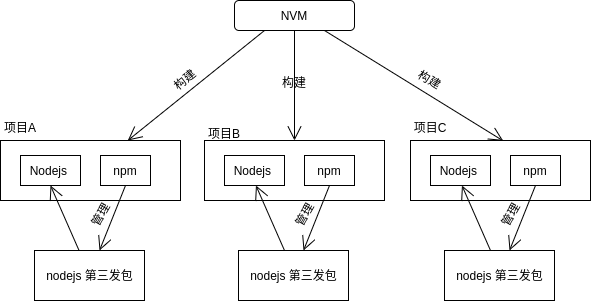 NVM
构建
构建
构建
项目A
项目B
项目C
Nodejs
npm
Nodejs
npm
Nodejs
npm
管理
管理
管理
nodejs 第三发包
nodejs 第三发包
nodejs 第三发包